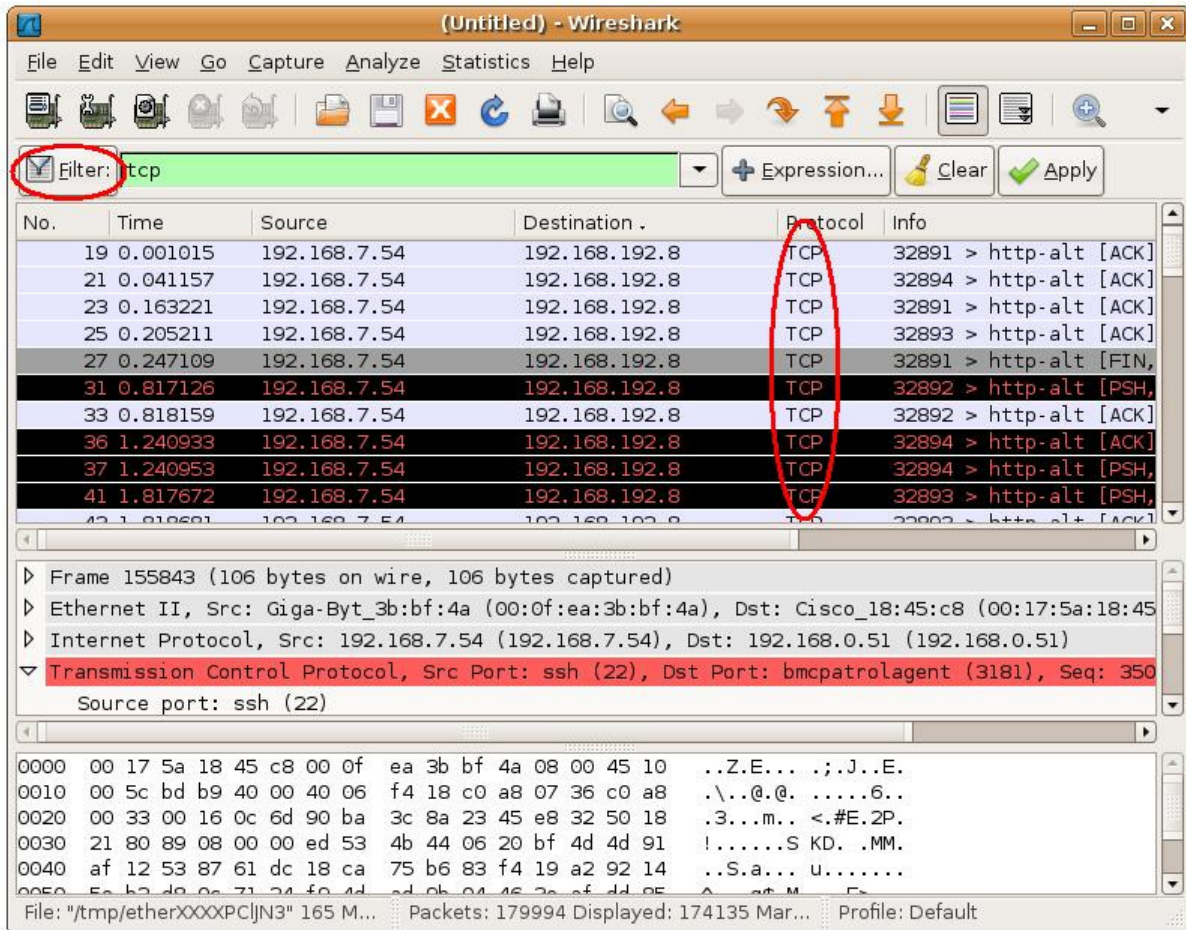 (Untitled) - Wireshark
File Edit View Go Capture Analyze Statistics Help
Filter: tcp Expression... Clear Apply
No. Time Source Destination . Protocol Info
19 0.001015 192.168.7.54 192.168.192.8 TCP 32891 > http-alt [ACK]
21 0.041157 192.168.7.54 192.168.192.8 TCP 32894 > http-alt [ACK]
23 0.163221 192.168.7.54 192.168.192.8 TCP 32891 > http-alt [ACK]
25 0.205211 192.168.7.54 192.168.192.8 TCP 32893 > http-alt [ACK]
27 0.247109 192.168.7.54 192.168.192.8 TCP 32891 > http-alt [FIN,
31 0.817126 192.168.7.54 192.168.192.8 TCP 32892 > http-alt [PSH,
33 0.818159 192.168.7.54 192.168.192.8 TCP 32892 > http-alt [ACK]
36 1.240933 192.168.7.54 192.168.192.8 TCP 32894 > http-alt [ACK]
37 1.240953 192.168.7.54 192.168.192.8 TCP 32894 > http-alt [PSH,
41 1.817672 192.168.7.54 192.168.192.8 TCP 32893 > http-alt [PSH,
192.168.7.54 192.168.192.8 TCP http-alt [ACK]
Frame 155843 (106 bytes on wire, 106 bytes captured)
Ethernet II, Src: Giga-Byt_3b:bf:4a (00:0f:ea:3b:bf:4a), Dst: Cisco_18:45:c8 (00:17:5a:18:45
Internet Protocol, Src: 192.168.7.54 (192.168.7.54), Dst: 192.168.0.51 (192.168.0.51)
Transmission Control Protocol, Src Port: ssh (22), Dst Port: bmcpatrolagent (3181), Seq: 350
Source port: ssh (22)
0000 00 17 5a 18 45 c8 00 0f ea 3b bf 4a 08 00 45 10 ..Z.E... .;.J..E.
0010 00 5c bd b9 40 00 40 06 f4 18 c0 a8 07 36 c0 a8 .\..@.@. .....6..
0020 00 33 00 16 0c 6d 90 ba 3c 8a 23 45 e8 32 50 18 .3...m.. <.#E.2P.
0030 21 80 89 08 00 00 ed 53 4b 44 06 20 bf 4d 4d 91 !......S KD. .MM.
0040 af 12 53 87 61 dc 18 ca 75 b6 83 f4 19 a2 92 14 ..S.a... u.......
File: "/tmp/etherXXXXPCljJN3" 165 M... Packets: 179994 Displayed: 174135 Mar... Profile: Default